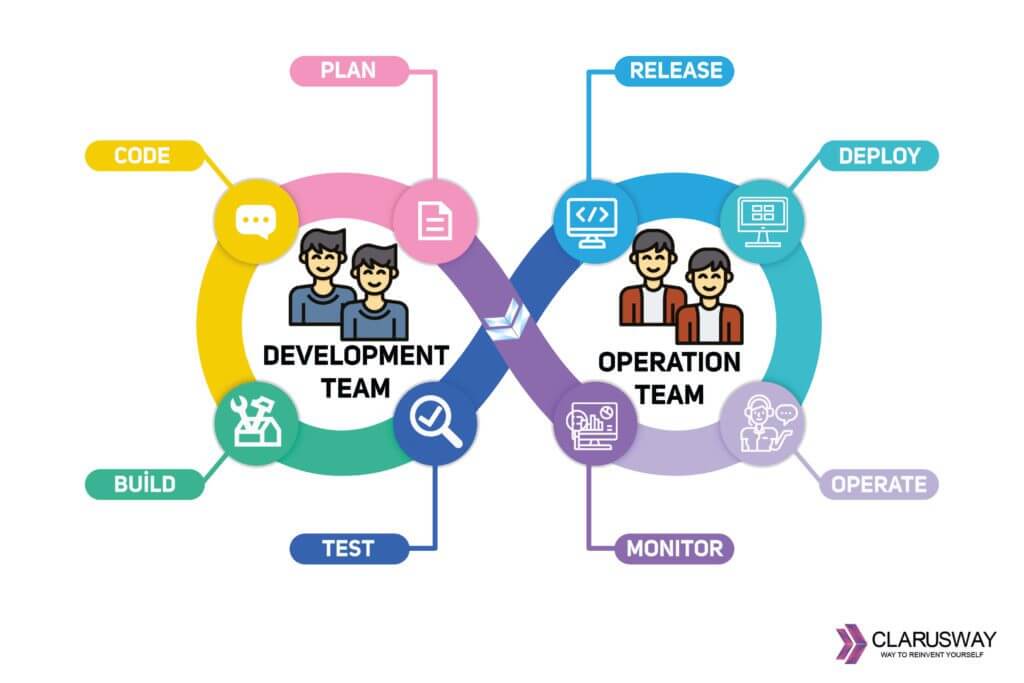 PLAN
RELEASE
CODE
DEPLOY
</>
DEVELOPMENT
TEAM
OPERATION
TEAM
BUİLD
OPERATE
TEST
MONITOR
CLARUSWAY
WAY TO REINVENT YOURSELF